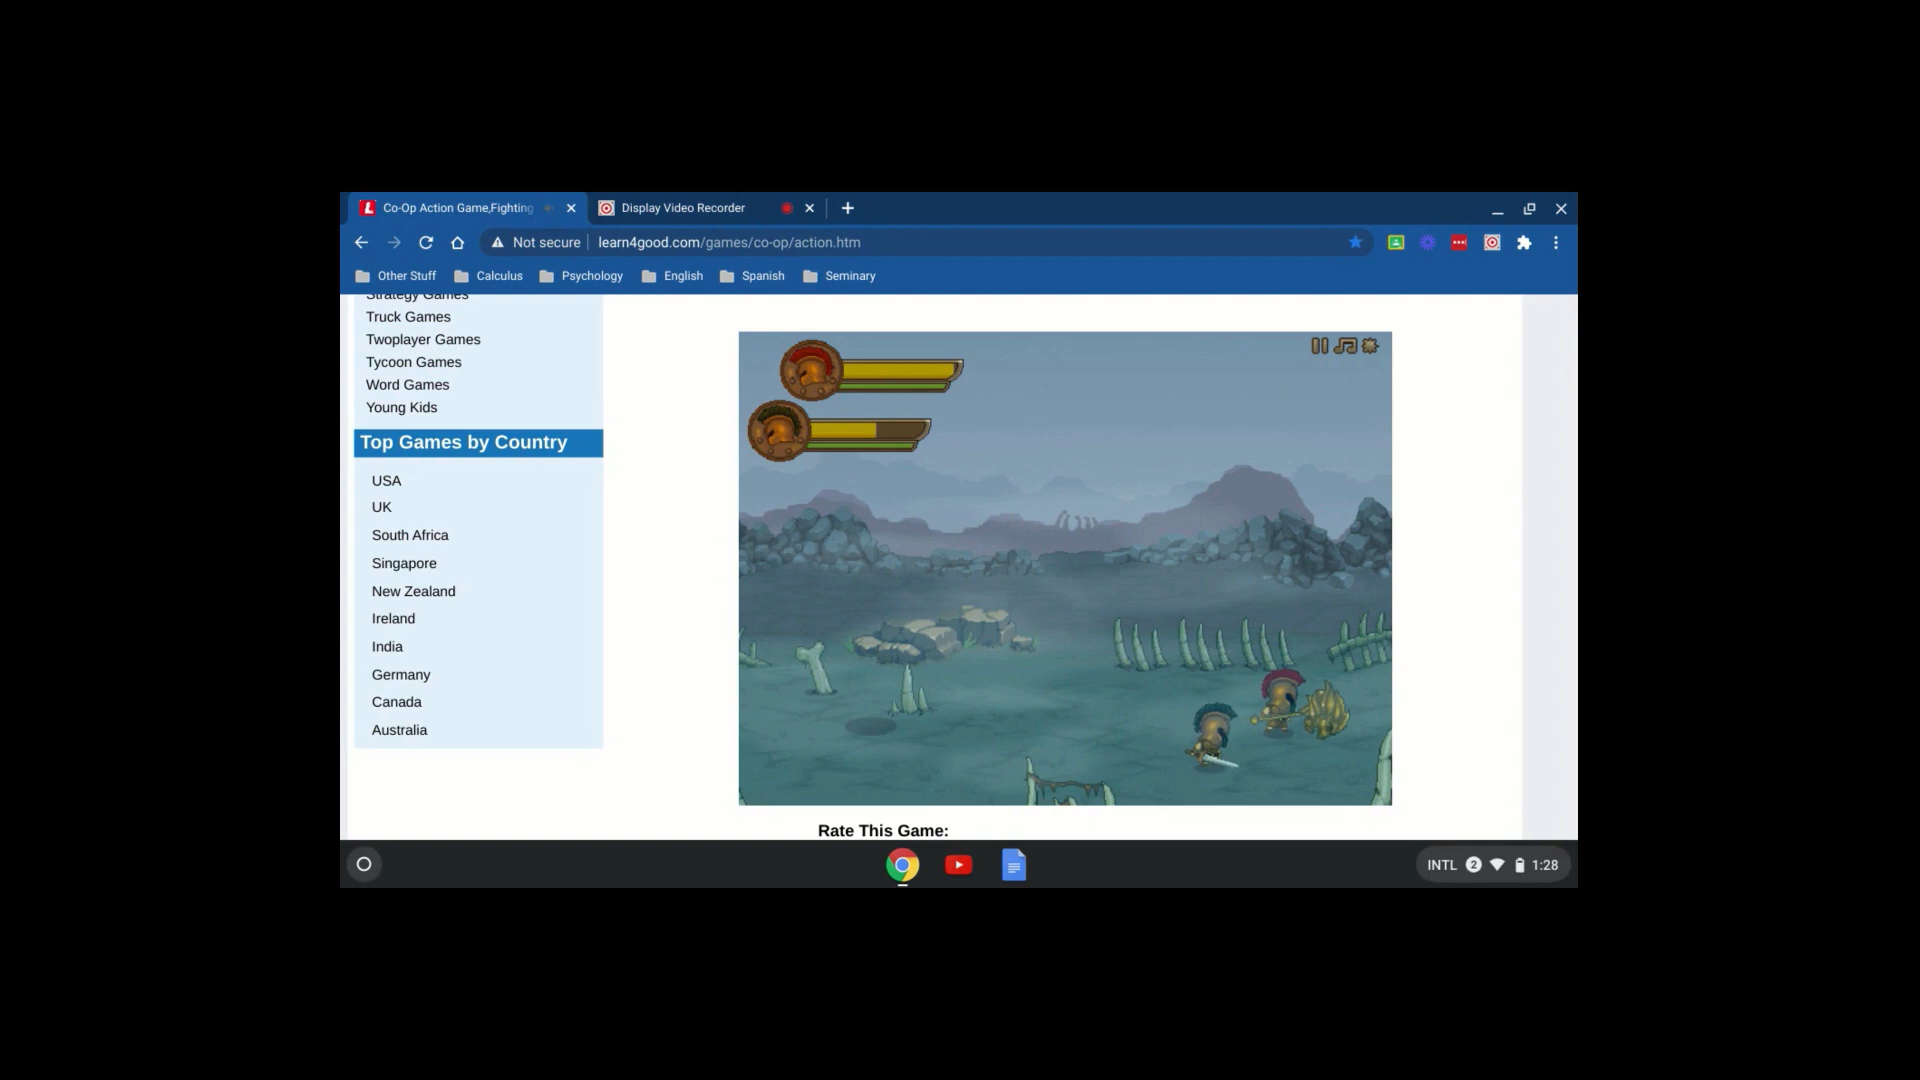 Co-Op Action Game,Fighting
Display Video Recorder
Not secure
learn4good.com/games/co-op/action.htm
Other Stuff
Calculus
Psychology
English
Spanish
Seminary
Strategy Games
Truck Games
Twoplayer Games
Tycoon Games
Word Games
Young Kids
Top Games by Country
USA
UK
South Africa
Singapore
New Zealand
Ireland
India
Germany
Canada
Australia
Rate This Game:
INTL 2 1:28